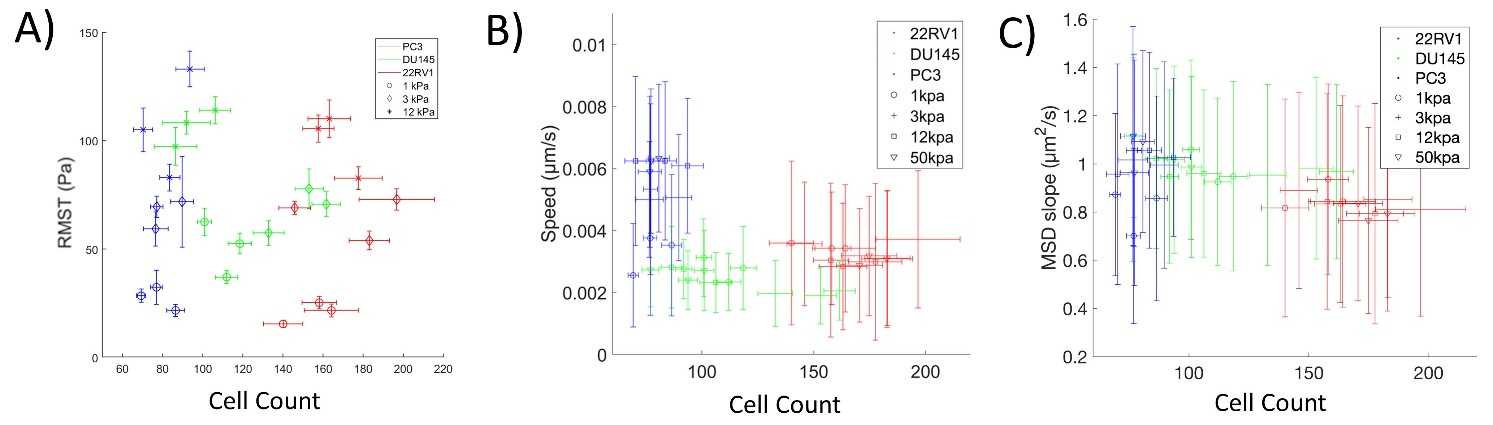 A)
150
100
50
0
RMST (Pa)
60 80 100 120 140 160 180 200 220
Cell Count
PC3
DU145
22RV1
1 kPa
3 kPa
12 kPa
B)
0.01
0.008
0.006
0.004
0.002
0
Speed (μm/s)
100 150 200
Cell Count
22RV1
DU145
PC3
1kpa
3kpa
12kpa
50kpa
C)
1.6
1.4
1.2
1
0.8
0.6
0.4
0.2
MSD slope (μm²/s)
100 150 200
Cell Count
22RV1
DU145
PC3
1kpa
3kpa
12kpa
50kpa